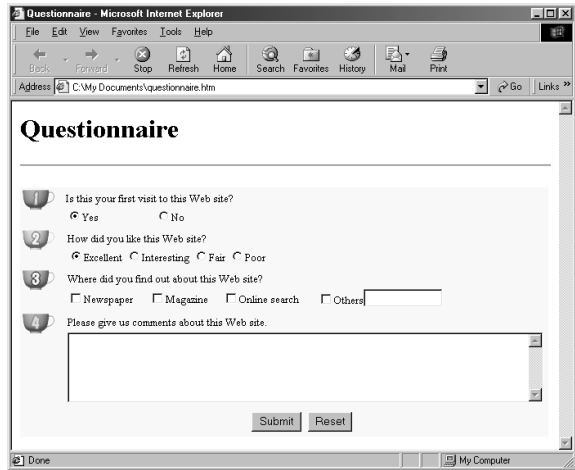 Questionnaire - Microsoft Internet Explorer
File Edit View Favorites Tools Help
Back Forward Stop Refresh Home Search Favorites History Mail Print
Address C:\My Documents\questionnaire.htm Go Links »
Questionnaire
1 Is this your first visit to this Web site?
Yes No
2 How did you like this Web site?
Excellent Interesting Fair Poor
3 Where did you find out about this Web site?
Newspaper Magazine Online search Others
4 Please give us comments about this Web site.
Submit Reset
Done My Computer